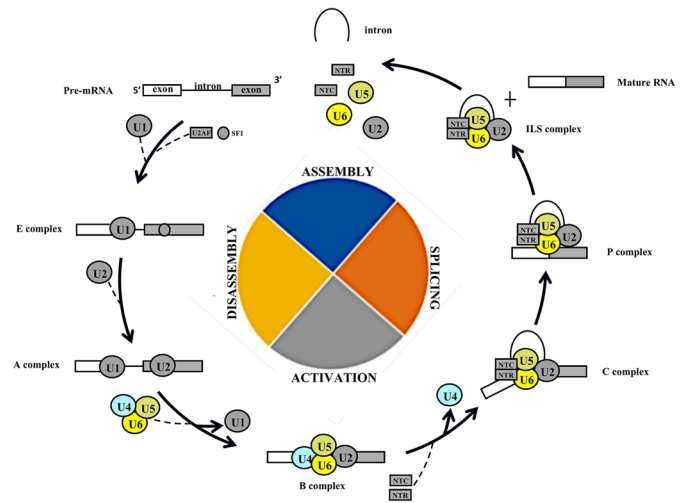 intron
NTR
3′
5′
exon
intron
exon
Pre-mRNA
NTC
U5
Mature RNA
U6
U2
U1
U2AF
SF1
NTC
U5
NTR
U6
U2
ILS complex
ASSEMBLY
E complex
U1
NTC
U5
NTR
U6
U2
P complex
DISASSEMBLY
SPLICING
U2
A complex
U1
U2
NTC
U5
NTR
U6
U2
C complex
ACTIVATION
U4
U5
U6
U1
U4
U5
U4
U6
U2
B complex
NTC
NTR